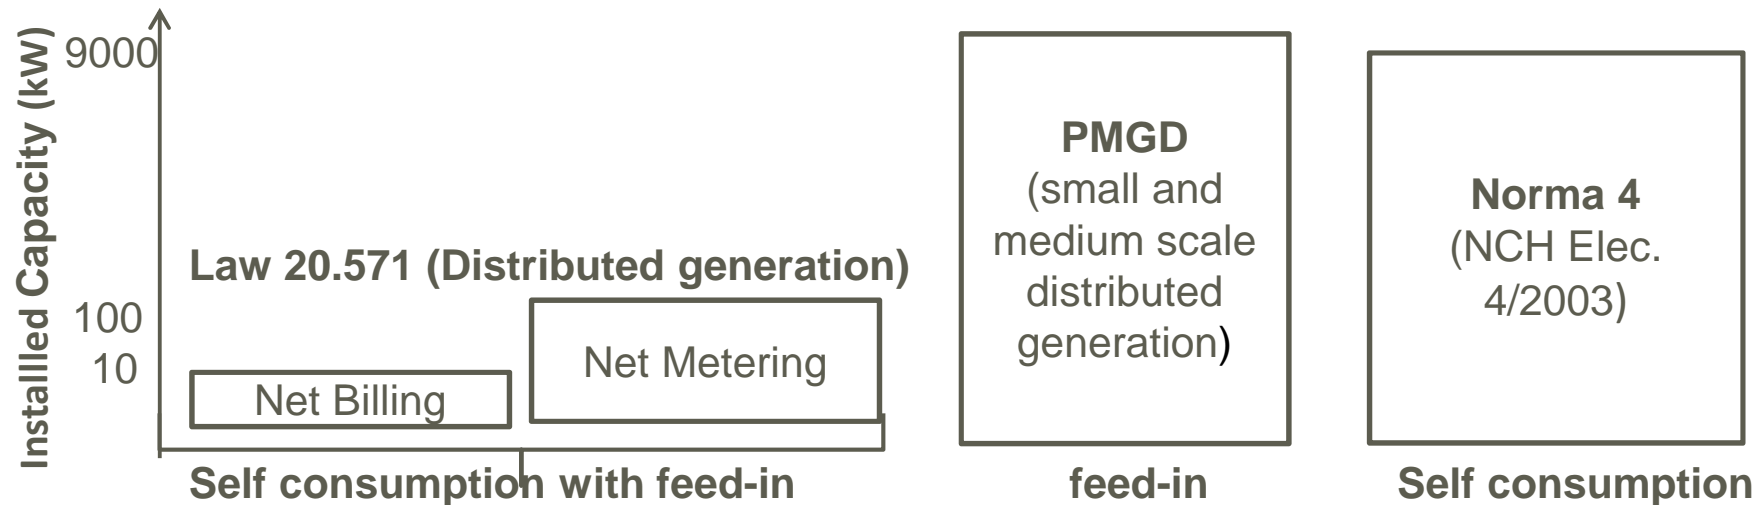 Installled Capacity (kW)
9000
100
10
Law 20.571 (Distributed generation)
Net Billing
Net Metering
Self consumption with feed-in
PMGD
(small and
medium scale
distributed
generation)
feed-in
Norma 4
(NCH Elec.
4/2003)
Self consumption